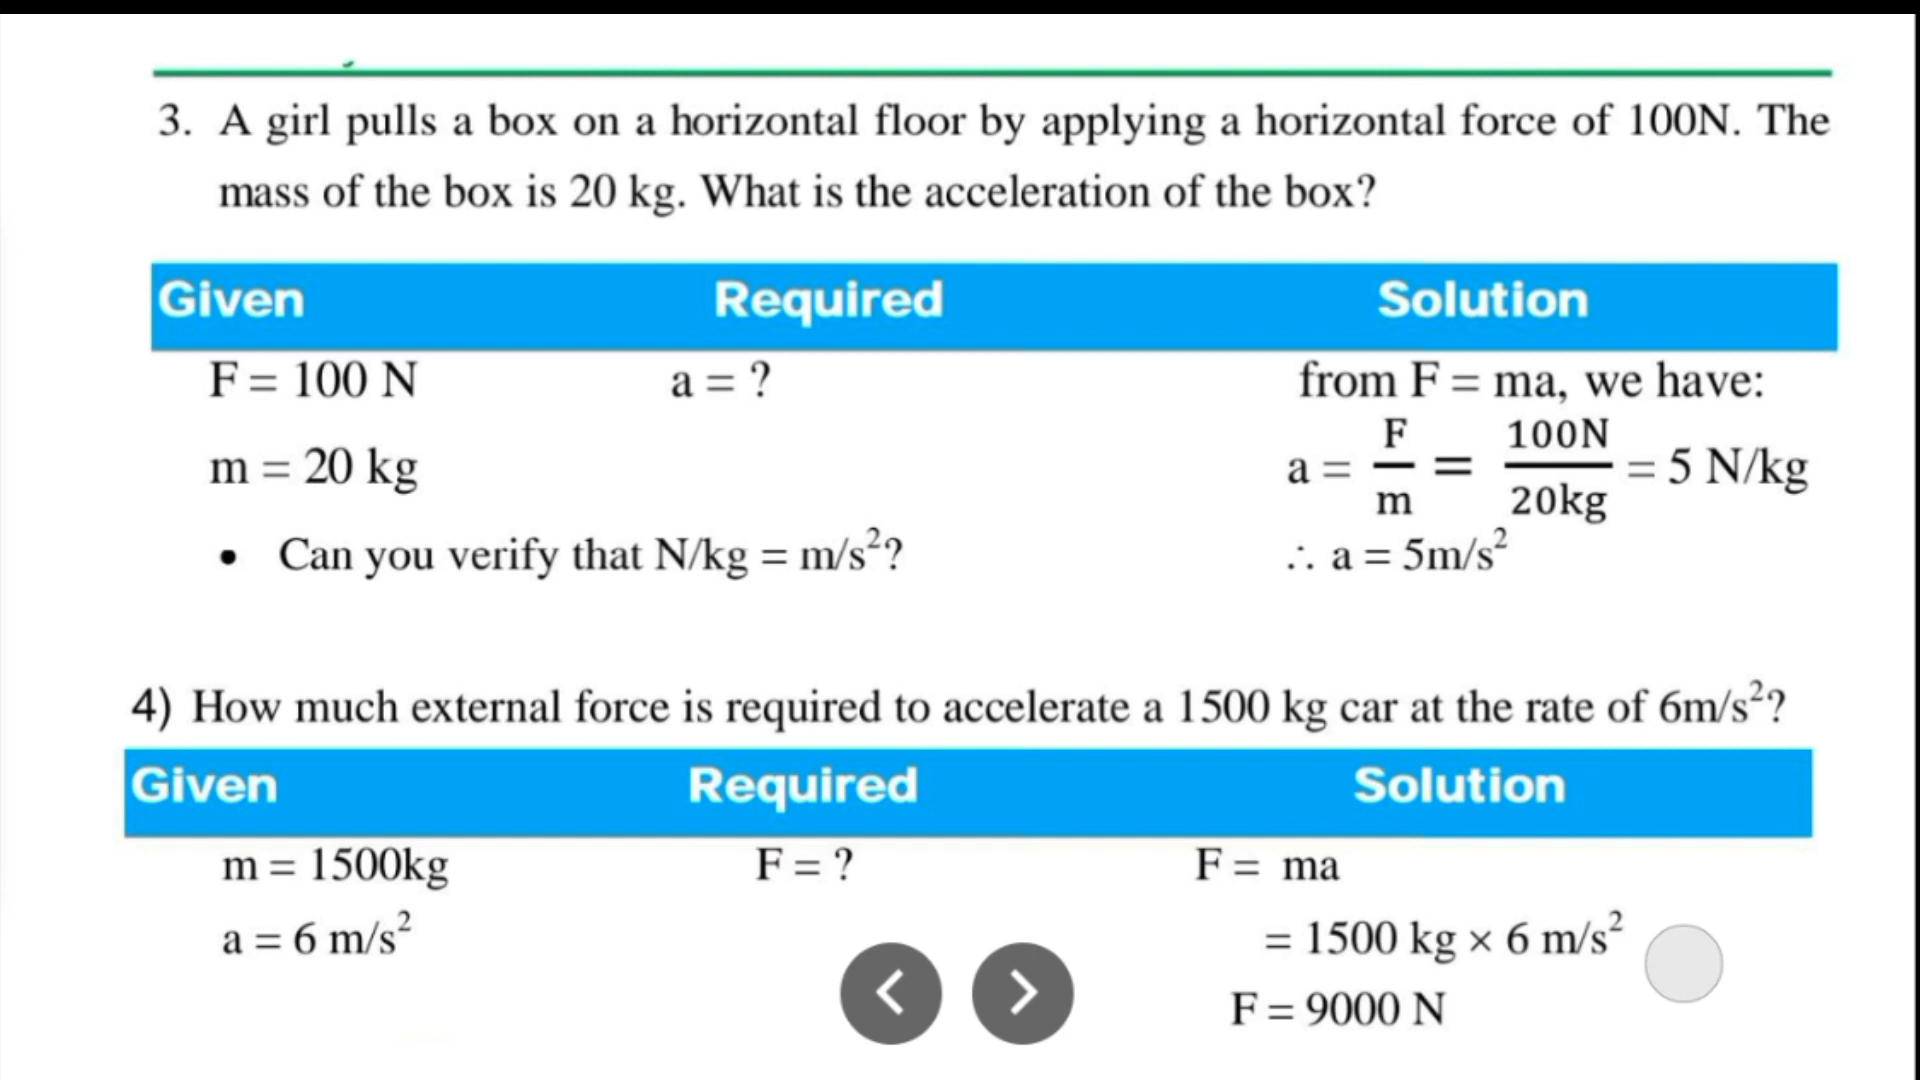 3. A girl pulls a box on a horizontal floor by applying a horizontal force of 100N. The
mass of the box is 20 kg. What is the acceleration of the box?
Given Required Solution
F = 100 N a = ? from F = ma, we have:
m = 20 kg a = F/m = 100N/20kg = 5 N/kg
• Can you verify that N/kg = m/s²? ∴ a = 5m/s²
4) How much external force is required to accelerate a 1500 kg car at the rate of 6m/s²?
Given Required Solution
m = 1500kg F = ? F = ma
a = 6 m/s² = 1500 kg × 6 m/s²
F = 9000 N